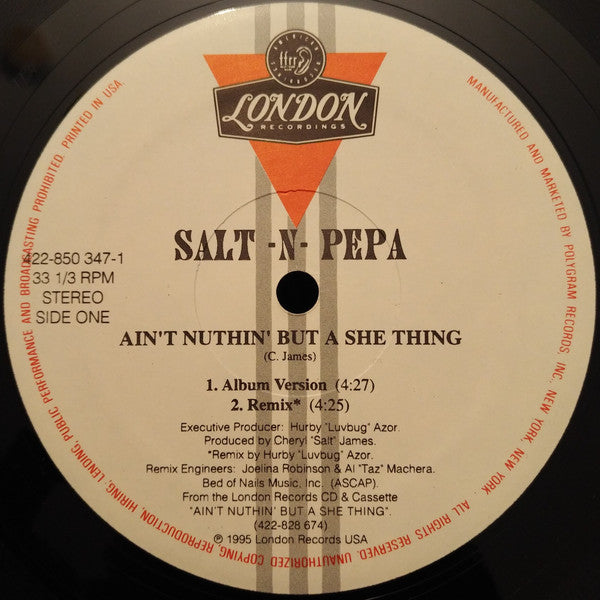 AMERICAN RECORDINGS
ffrr
LONDON
RECORDINGS
SALT -N- PEPA
422-850 347-1
33 1/3 RPM
STEREO
SIDE ONE
AIN'T NUTHIN' BUT A SHE THING
(C. James)
1. Album Version (4:27)
2. Remix* (4:25)
Executive Producer: Hurby "Luvbug" Azor.
Produced by Cheryl "Salt" James.
*Remix by Hurby "Luvbug" Azor.
Remix Engineers: Joelina Robinson & Al "Taz" Machera.
Bed of Nails Music, Inc. (ASCAP).
From the London Records CD & Cassette
"AIN'T NUTHIN' BUT A SHE THING".
(422-828 674)
℗ 1995 London Records USA
MANUFACTURED AND MARKETED BY POLYGRAM RECORDS, INC., NEW YORK, NEW YORK. ALL RIGHTS RESERVED. UNAUTHORIZED COPYING, REPRODUCTION, HIRING, LENDING, PUBLIC PERFORMANCE AND BROADCASTING PROHIBITED. PRINTED IN USA.